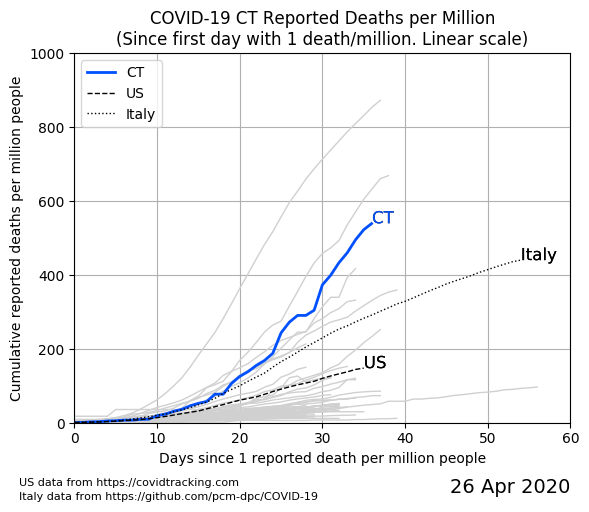 COVID-19 CT Reported Deaths per Million
(Since first day with 1 death/million. Linear scale)
Cumulative reported deaths per million people
1000
800
600
400
200
0
CT
US
Italy
CT
Italy
US
0 10 20 30 40 50 60
Days since 1 reported death per million people
US data from https://covidtracking.com
Italy data from https://github.com/pcm-dpc/COVID-19
26 Apr 2020